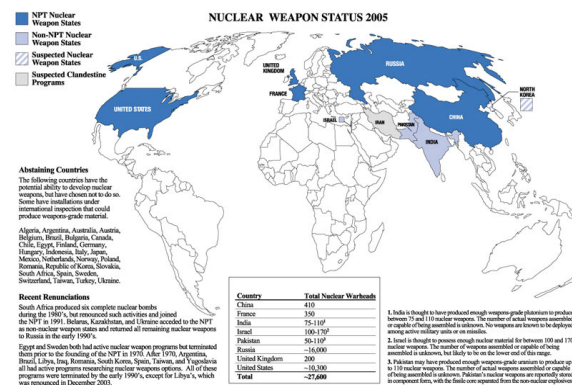 NUCLEAR WEAPON STATUS 2005
NPT Nuclear
Weapon States
Non-NPT Nuclear
Weapon States
Suspected Nuclear
Weapon States
Suspected Clandestine
Programs
U.S.
UNITED STATES
UNITED
KINGDOM
FRANCE
RUSSIA
ISRAEL
IRAN
PAKISTAN
INDIA
CHINA
NORTH
KOREA
Abstaining Countries
The following countries have the
potential ability to develop nuclear
weapons, but have chosen not to do so.
Some have installations under
international inspection that could
produce weapons-grade material.
Algeria, Argentina, Australia, Austria,
Belgium, Brazil, Bulgaria, Canada,
Chile, Egypt, Finland, Germany,
Hungary, Indonesia, Italy, Japan,
Mexico, Netherlands, Norway, Poland,
Romania, Republic of Korea, Slovakia,
South Africa, Spain, Sweden,
Switzerland, Taiwan, Turkey, Ukraine.
Recent Renunciations
South Africa produced six complete nuclear bombs
during the 1980's, but renounced such activities and joined
the NPT in 1991. Belarus, Kazakhstan, and Ukraine acceded to the NPT
as non-nuclear weapon states and returned all remaining nuclear weapons
to Russia in the early 1990's.
Egypt and Sweden both had active nuclear weapon programs but terminated
them prior to the founding of the NPT in 1970. After 1970, Argentina,
Brazil, Libya, Iraq, Romania, South Korea, Spain, Taiwan, and Yugoslavia
all had active programs researching nuclear weapons options. All of these
programs were terminated by the early 1990's, except for Libya's, which
was renounced in December 2003.
Country Total Nuclear Warheads
China 410
France 350
India 75-110¹
Israel 100-170²
Pakistan 50-110³
Russia ~16,000
United Kingdom 200
United States ~10,300
Total ~27,600
1. India is thought to have produced enough weapons-grade plutonium to produce
between 75 and 110 nuclear weapons. The number of actual weapons assembled
or capable of being assembled is unknown. No weapons are known to be deployed
among active military units or on missiles.
2. Israel is thought to possess enough nuclear material for between 100 and 170
nuclear weapons. The number of weapons assembled or capable of being
assembled is unknown, but likely to be on the lower end of this range.
3. Pakistan may have produced enough weapons-grade uranium to produce up
to 110 nuclear weapons. The number of actual weapons assembled or capable
of being assembled is unknown. Pakistan's nuclear weapons are reportedly stored
in component form, with the fissile core separated from the non-nuclear explosives